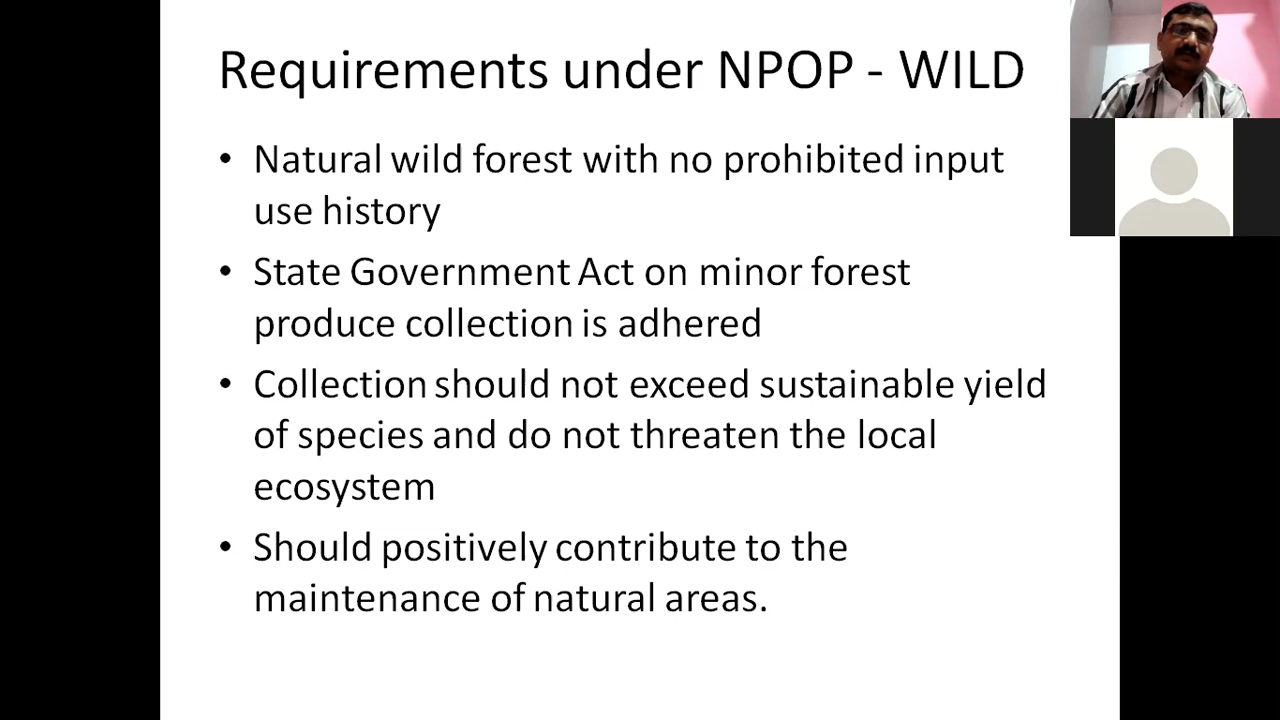 Requirements under NPOP - WILD
• Natural wild forest with no prohibited input
use history
• State Government Act on minor forest
produce collection is adhered
• Collection should not exceed sustainable yield
of species and do not threaten the local
ecosystem
• Should positively contribute to the
maintenance of natural areas.